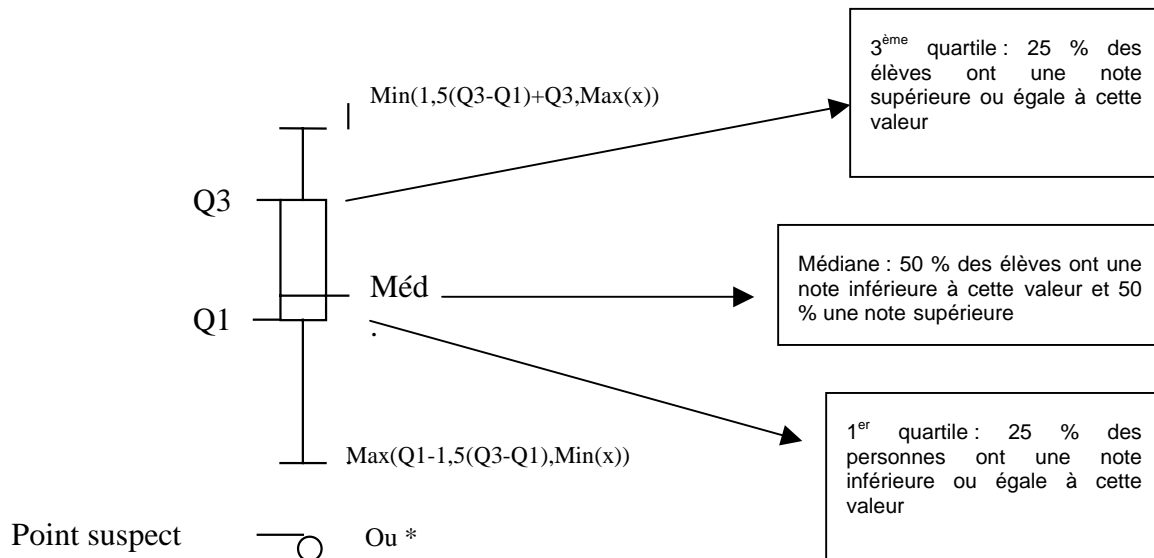 3ème quartile : 25 % des
élèves ont une note
supérieure ou égale à cette
valeur
Min(1,5(Q3-Q1)+Q3,Max(x))
Q3
Médiane : 50 % des élèves ont une
note inférieure à cette valeur et 50
% une note supérieure
Méd
.
Q1
1er quartile : 25 % des
personnes ont une note
inférieure ou égale à cette
valeur
Max(Q1-1,5(Q3-Q1),Min(x))
Point suspect
Ou *